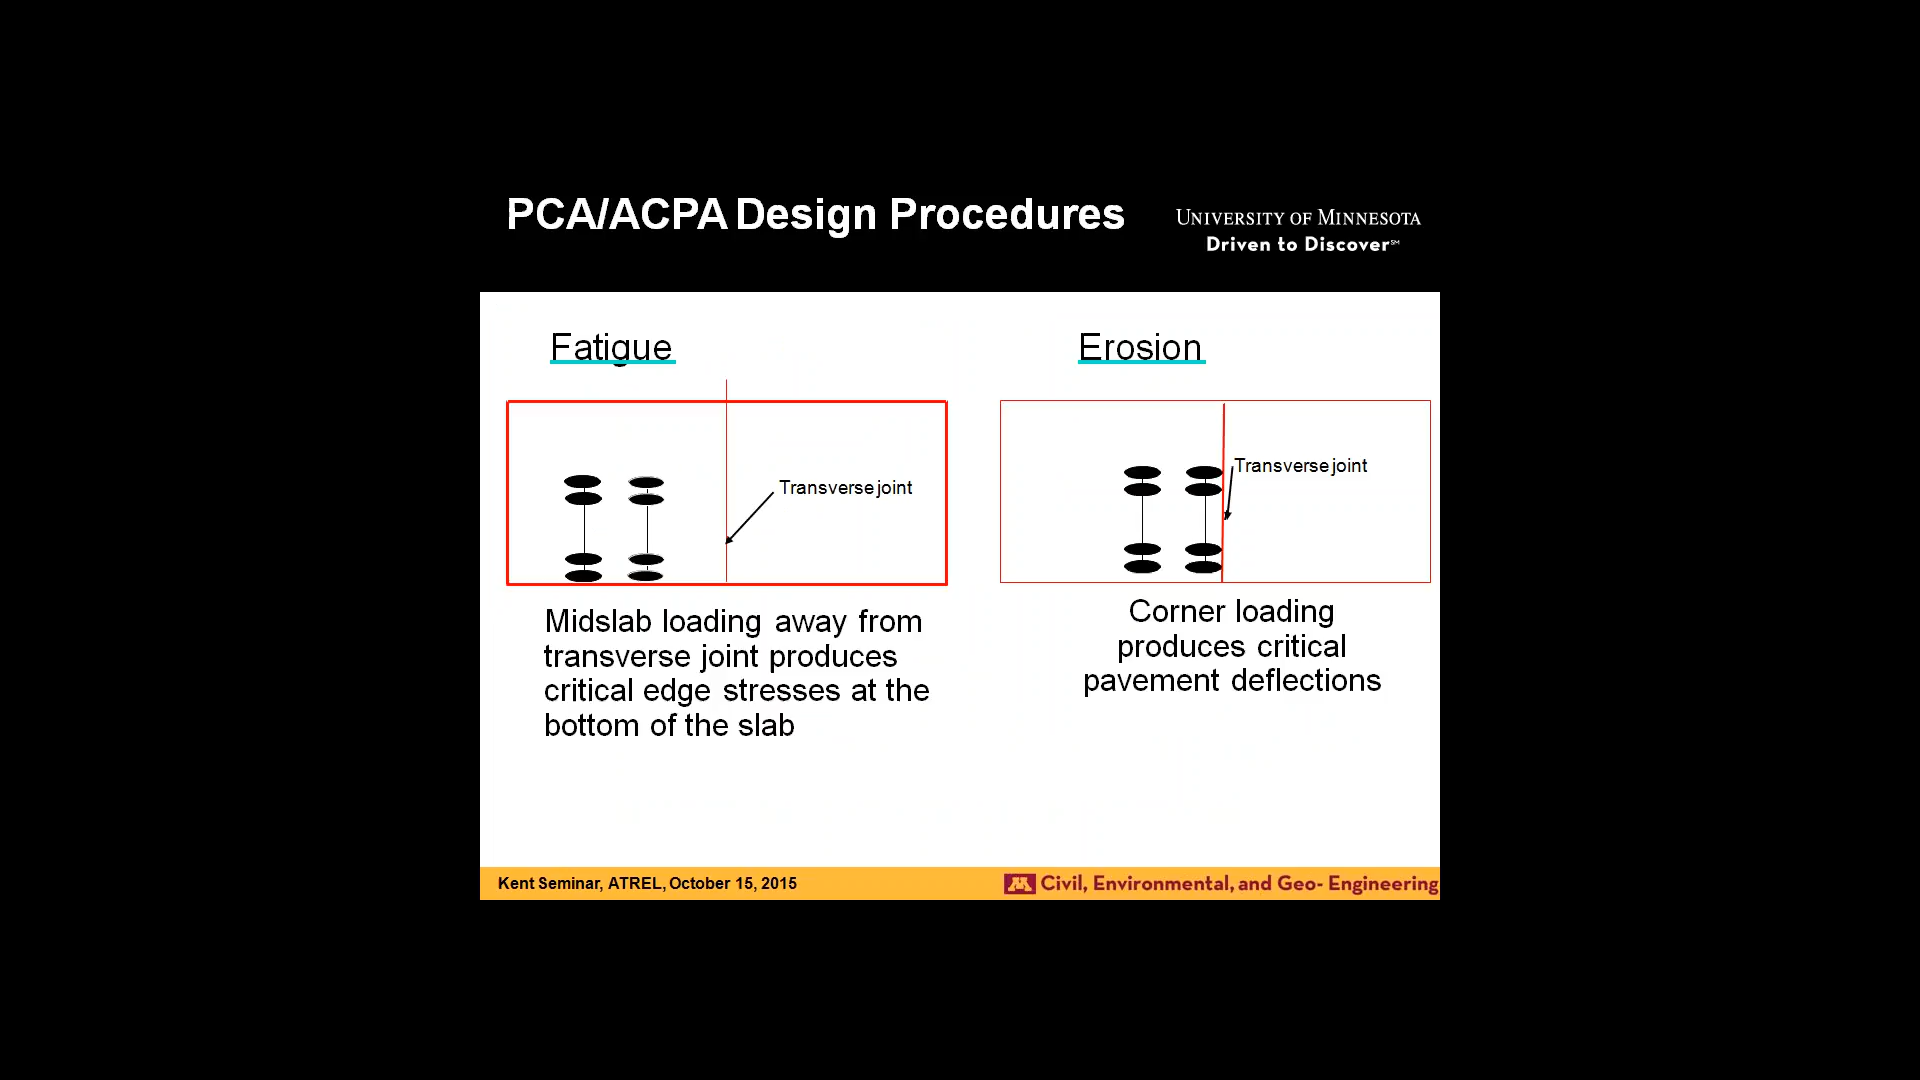 PCA/ACPA Design Procedures
UNIVERSITY OF MINNESOTA
Driven to Discover℠
Fatigue
Transverse joint
Midslab loading away from
transverse joint produces
critical edge stresses at the
bottom of the slab
Erosion
Transverse joint
Corner loading
produces critical
pavement deflections
Kent Seminar, ATREL, October 15, 2015
M Civil, Environmental, and Geo- Engineering